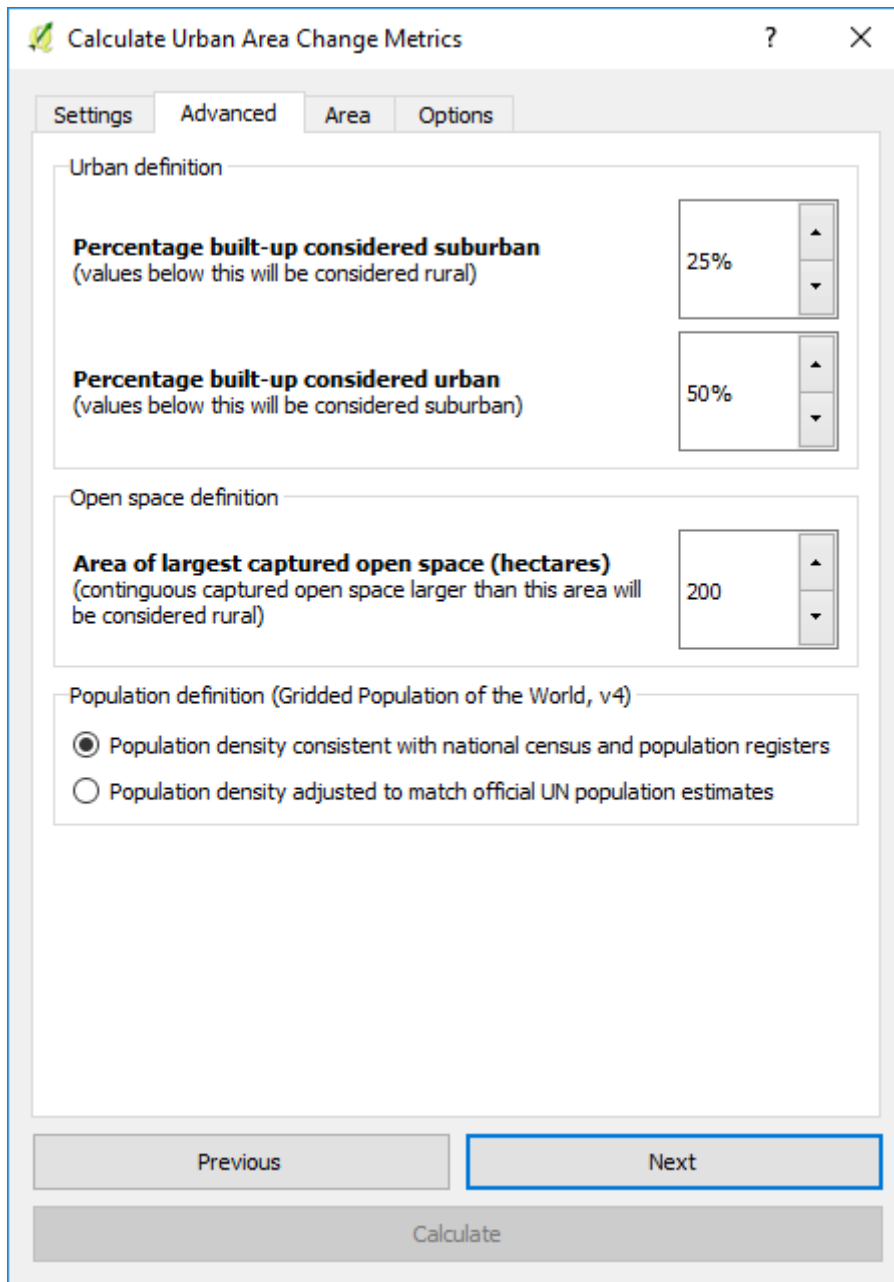 Calculate Urban Area Change Metrics
?
Settings
Advanced
Area
Options
Urban definition
Percentage built-up considered suburban
(values below this will be considered rural)
25%
Percentage built-up considered urban
(values below this will be considered suburban)
50%
Open space definition
Area of largest captured open space (hectares)
(continguous captured open space larger than this area will
be considered rural)
200
Population definition (Gridded Population of the World, v4)
Population density consistent with national census and population registers
Population density adjusted to match official UN population estimates
Previous
Next
Calculate